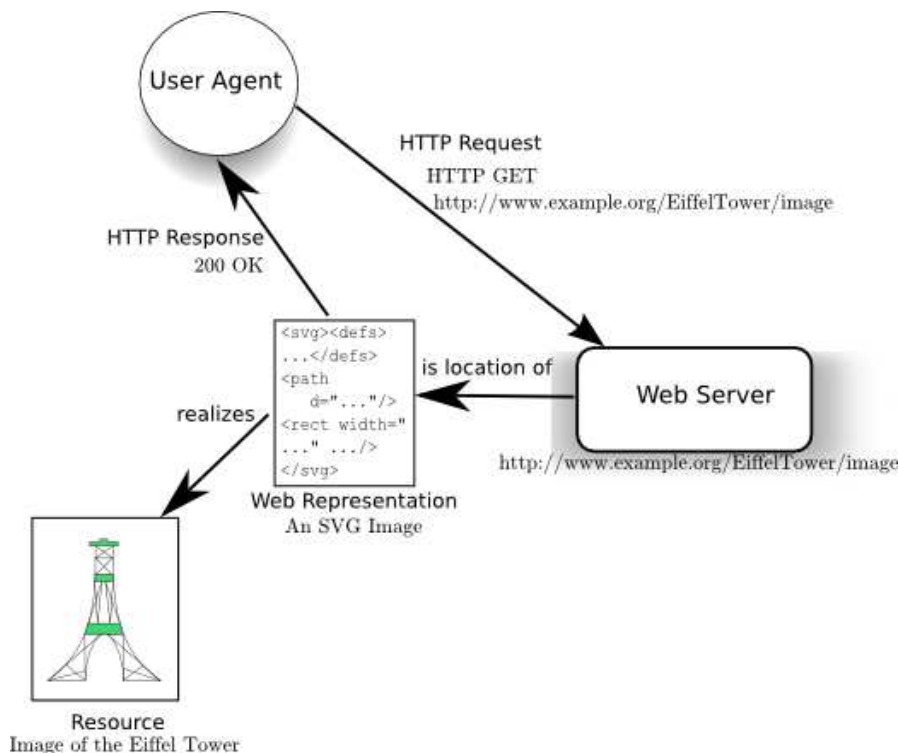 User Agent
HTTP Request
HTTP GET
http://www.example.org/EiffelTower/image
HTTP Response
200 OK
<svg><defs>
...</defs>
<path
d="..."/>
<rect width="
..." .../>
</svg>
is location of
Web Server
http://www.example.org/EiffelTower/image
realizes
Web Representation
An SVG Image
Resource
Image of the Eiffel Tower